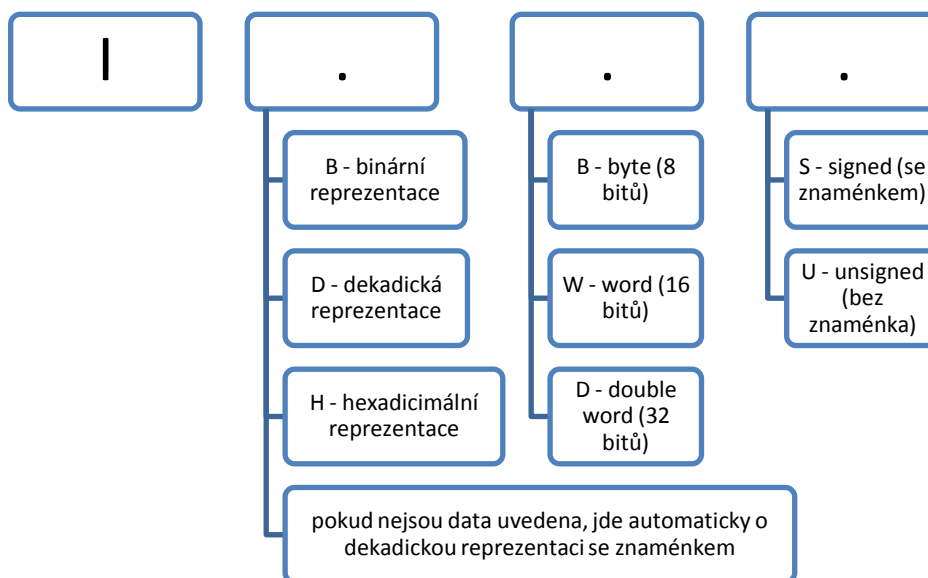 I
.
.
.
B - binární
reprezentace
D - dekadická
reprezentace
H - hexadicimální
reprezentace
pokud nejsou data uvedena, jde automaticky o
dekadickou reprezentaci se znaménkem
B - byte (8
bitů)
W - word (16
bitů)
D - double
word (32
bitů)
S - signed (se
znaménkem)
U - unsigned
(bez
znaménka)